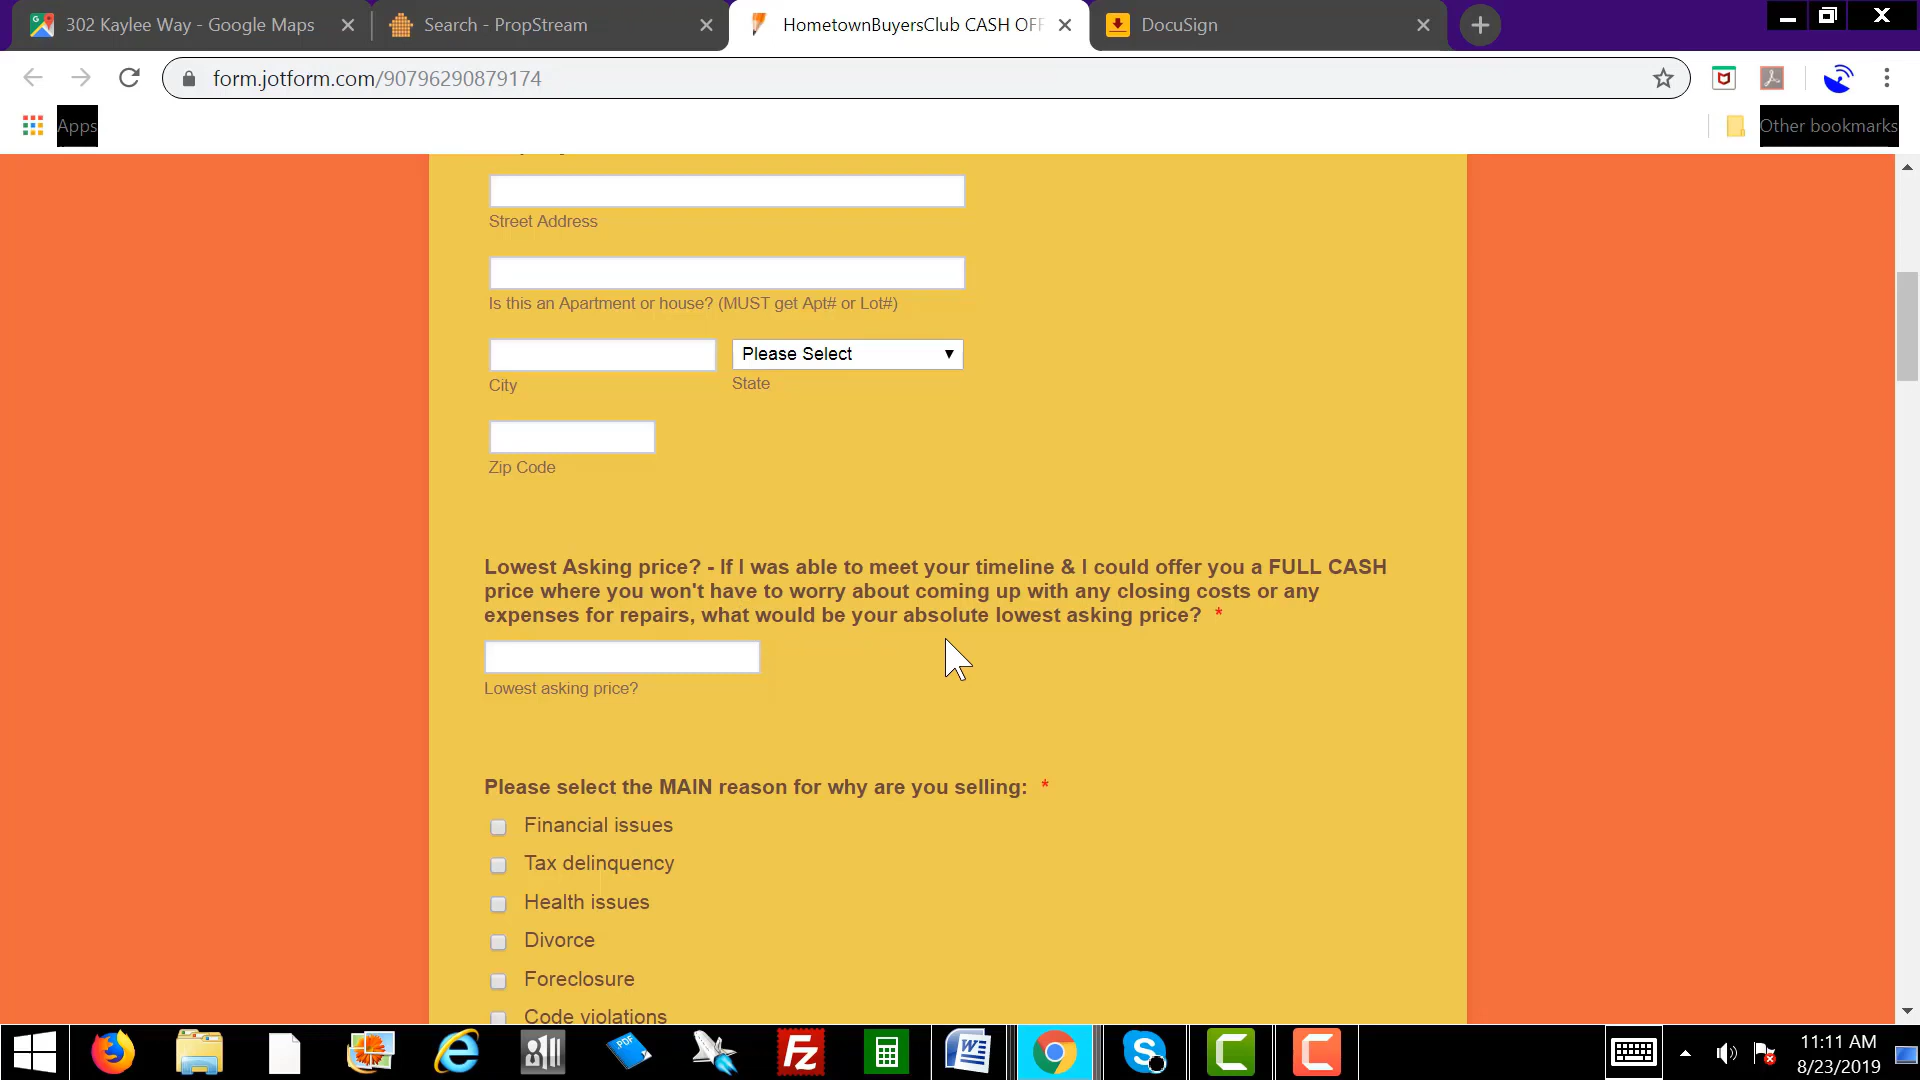 302 Kaylee Way - Google Maps
Search - PropStream
HometownBuyersClub CASH OFF
DocuSign
form.jotform.com/90796290879174
Apps
Other bookmarks
Street Address
Is this an Apartment or house? (MUST get Apt# or Lot#)
Please Select
City
State
Zip Code
Lowest Asking price? - If I was able to meet your timeline & I could offer you a FULL CASH
price where you won't have to worry about coming up with any closing costs or any
expenses for repairs, what would be your absolute lowest asking price? *
Lowest asking price?
Please select the MAIN reason for why are you selling: *
Financial issues
Tax delinquency
Health issues
Divorce
Foreclosure
Code violations
11:11 AM
8/23/2019